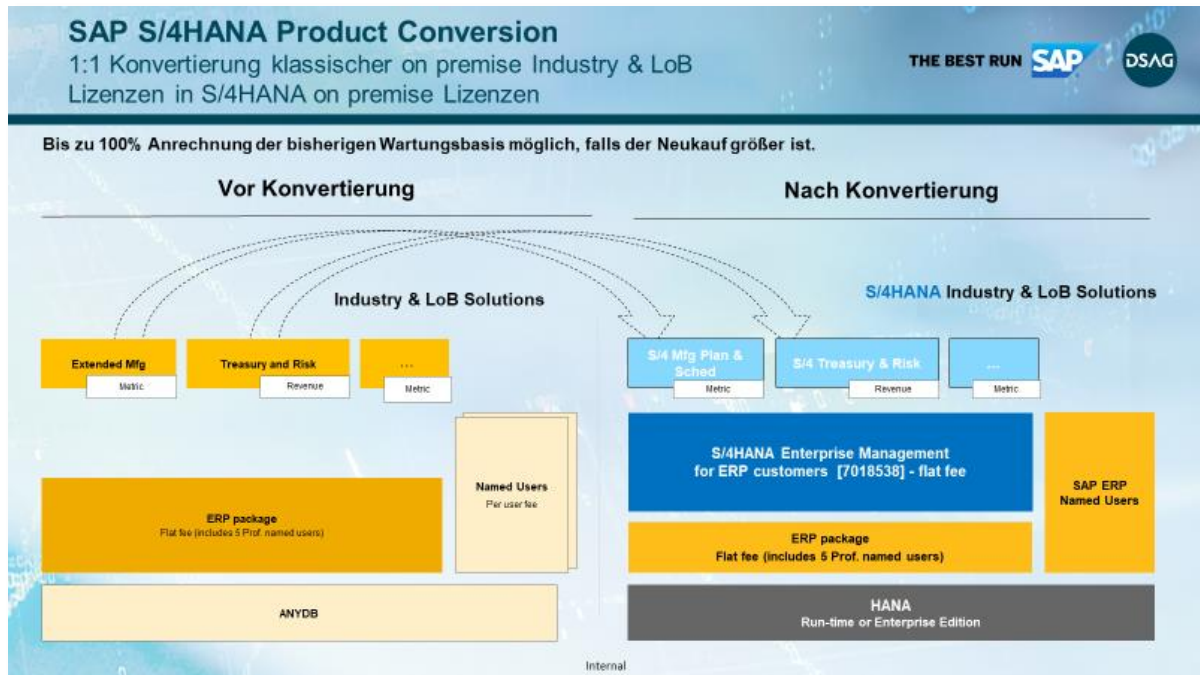 SAP S/4HANA Product Conversion
1:1 Konvertierung klassischer on premise Industry & LoB
Lizenzen in S/4HANA on premise Lizenzen
THE BEST RUN SAP
DSAG
Bis zu 100% Anrechnung der bisherigen Wartungsbasis möglich, falls der Neukauf größer ist.
Vor Konvertierung
Industry & LoB Solutions
Extended Mfg
Metric
Treasury and Risk
Revenue
...
Metric
Named Users
Per user fee
ERP package
Flat fee (includes 5 Prof. named users)
ANYDB
Nach Konvertierung
S/4HANA Industry & LoB Solutions
S/4 Mfg Plan &
Sched
Metric
S/4 Treasury & Risk
Revenue
...
Metric
S/4HANA Enterprise Management
for ERP customers [7018538] - flat fee
SAP ERP
Named Users
ERP package
Flat fee (includes 5 Prof. named users)
HANA
Run-time or Enterprise Edition
Internal